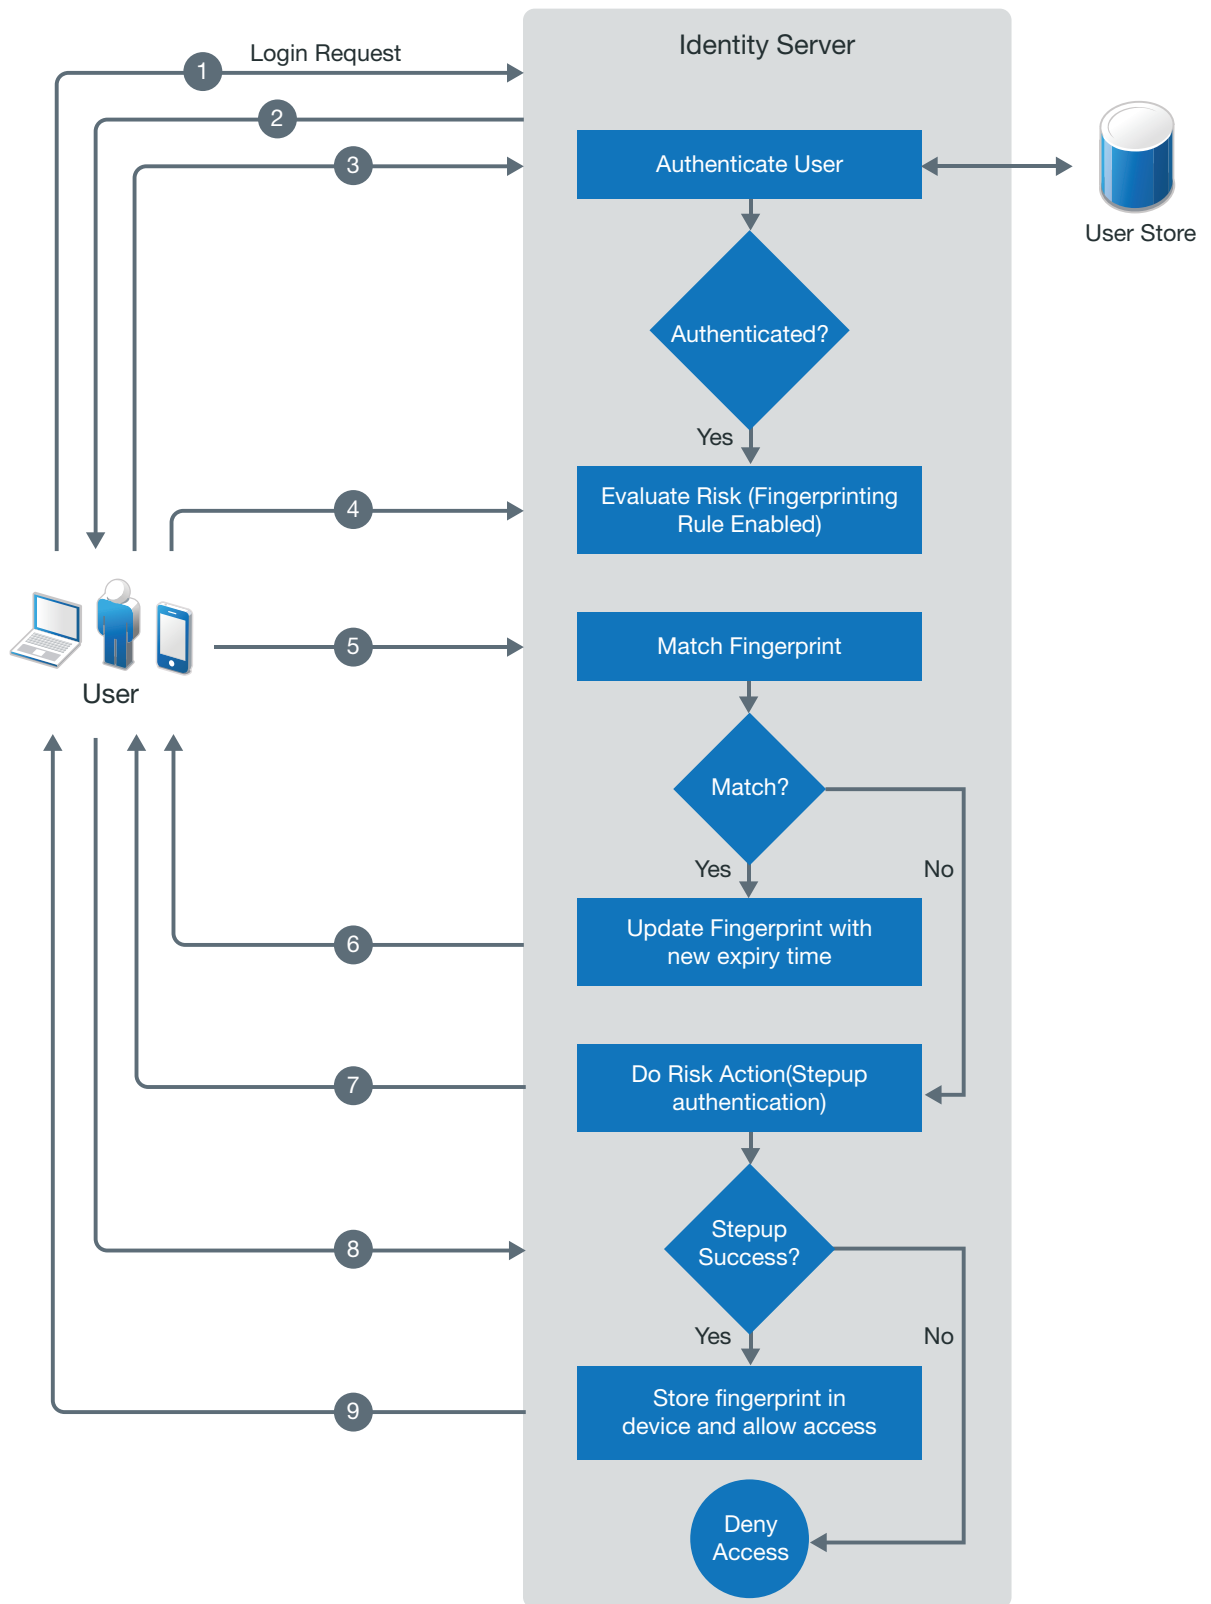 Identity Server
Login Request
1
2
3
Authenticate User
User Store
Authenticated?
Yes
4
Evaluate Risk (Fingerprinting
Rule Enabled)
5
Match Fingerprint
User
Match?
Yes
No
6
Update Fingerprint with
new expiry time
7
Do Risk Action(Stepup
authentication)
8
Stepup
Success?
Yes
No
9
Store fingerprint in
device and allow access
Deny
Access